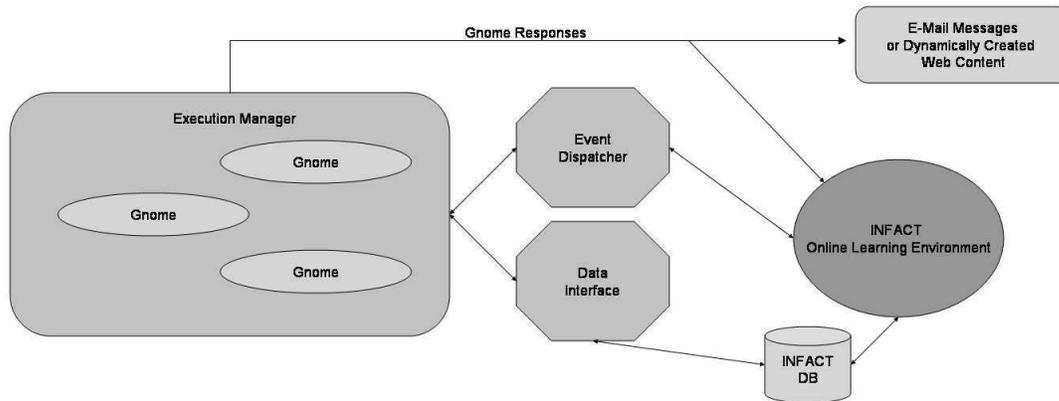 Gnome Responses
E-Mail Messages
or Dynamically Created
Web Content
Execution Manager
Gnome
Gnome
Gnome
Event
Dispatcher
Data
Interface
INFACT
Online Learning Environment
INFACT
DB